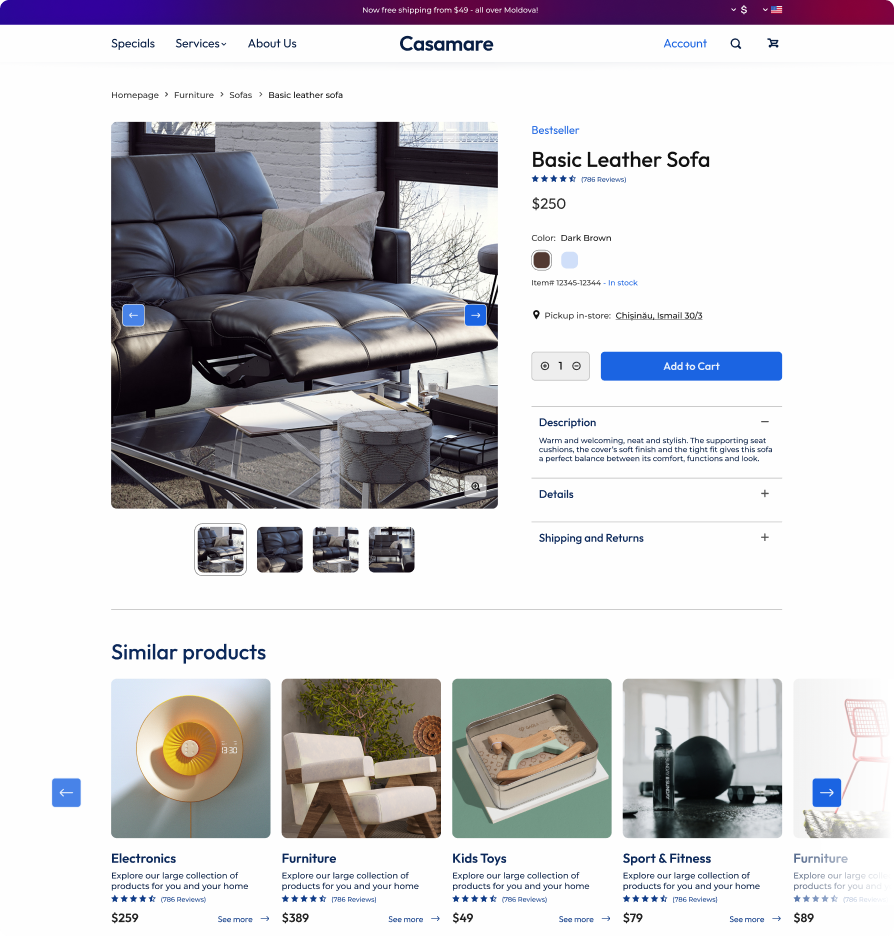 Now free shipping from $49 - all over Moldova!
$
Specials
Services
About Us
Casamare
Account
Homepage > Furniture > Sofas > Basic leather sofa
Bestseller
Basic Leather Sofa
(786 Reviews)
$250
Color: Dark Brown
Item# 12345-12344 - In stock
Pickup in-store: Chișinău, Ismail 30/3
1
Add to Cart
Description
Warm and welcoming, neat and stylish. The supporting seat
cushions, the cover's soft finish and the tight fit gives this sofa
a perfect balance between its comfort, functions and look.
Details
Shipping and Returns
Similar products
13:30
Electronics
Explore our large collection of
products for you and your home
(786 Reviews)
$259
See more
Furniture
Explore our large collection of
products for you and your home
(786 Reviews)
$389
See more
Kids Toys
Explore our large collection of
products for you and your home
(786 Reviews)
$49
See more
Sport & Fitness
Explore our large collection of
products for you and your home
(786 Reviews)
$79
See more
Furniture
Explore our large
products for you and
(786
$89